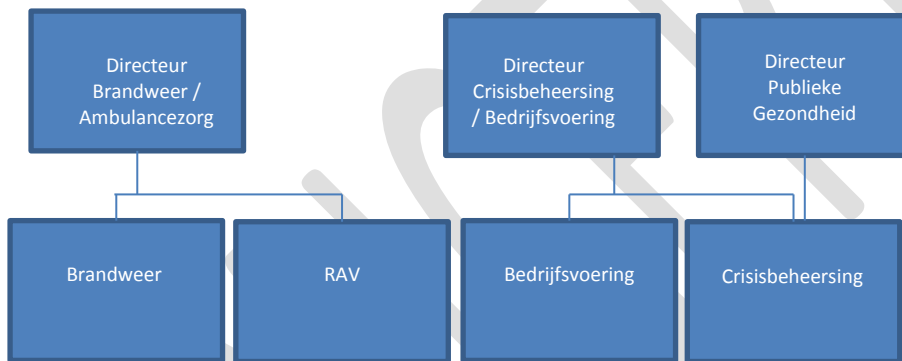 Directeur
Brandweer /
Ambulancezorg
Directeur
Crisisbeheersing
/ Bedrijfsvoering
Directeur
Publieke
Gezondheid
Brandweer
RAV
Bedrijfsvoering
Crisisbeheersing